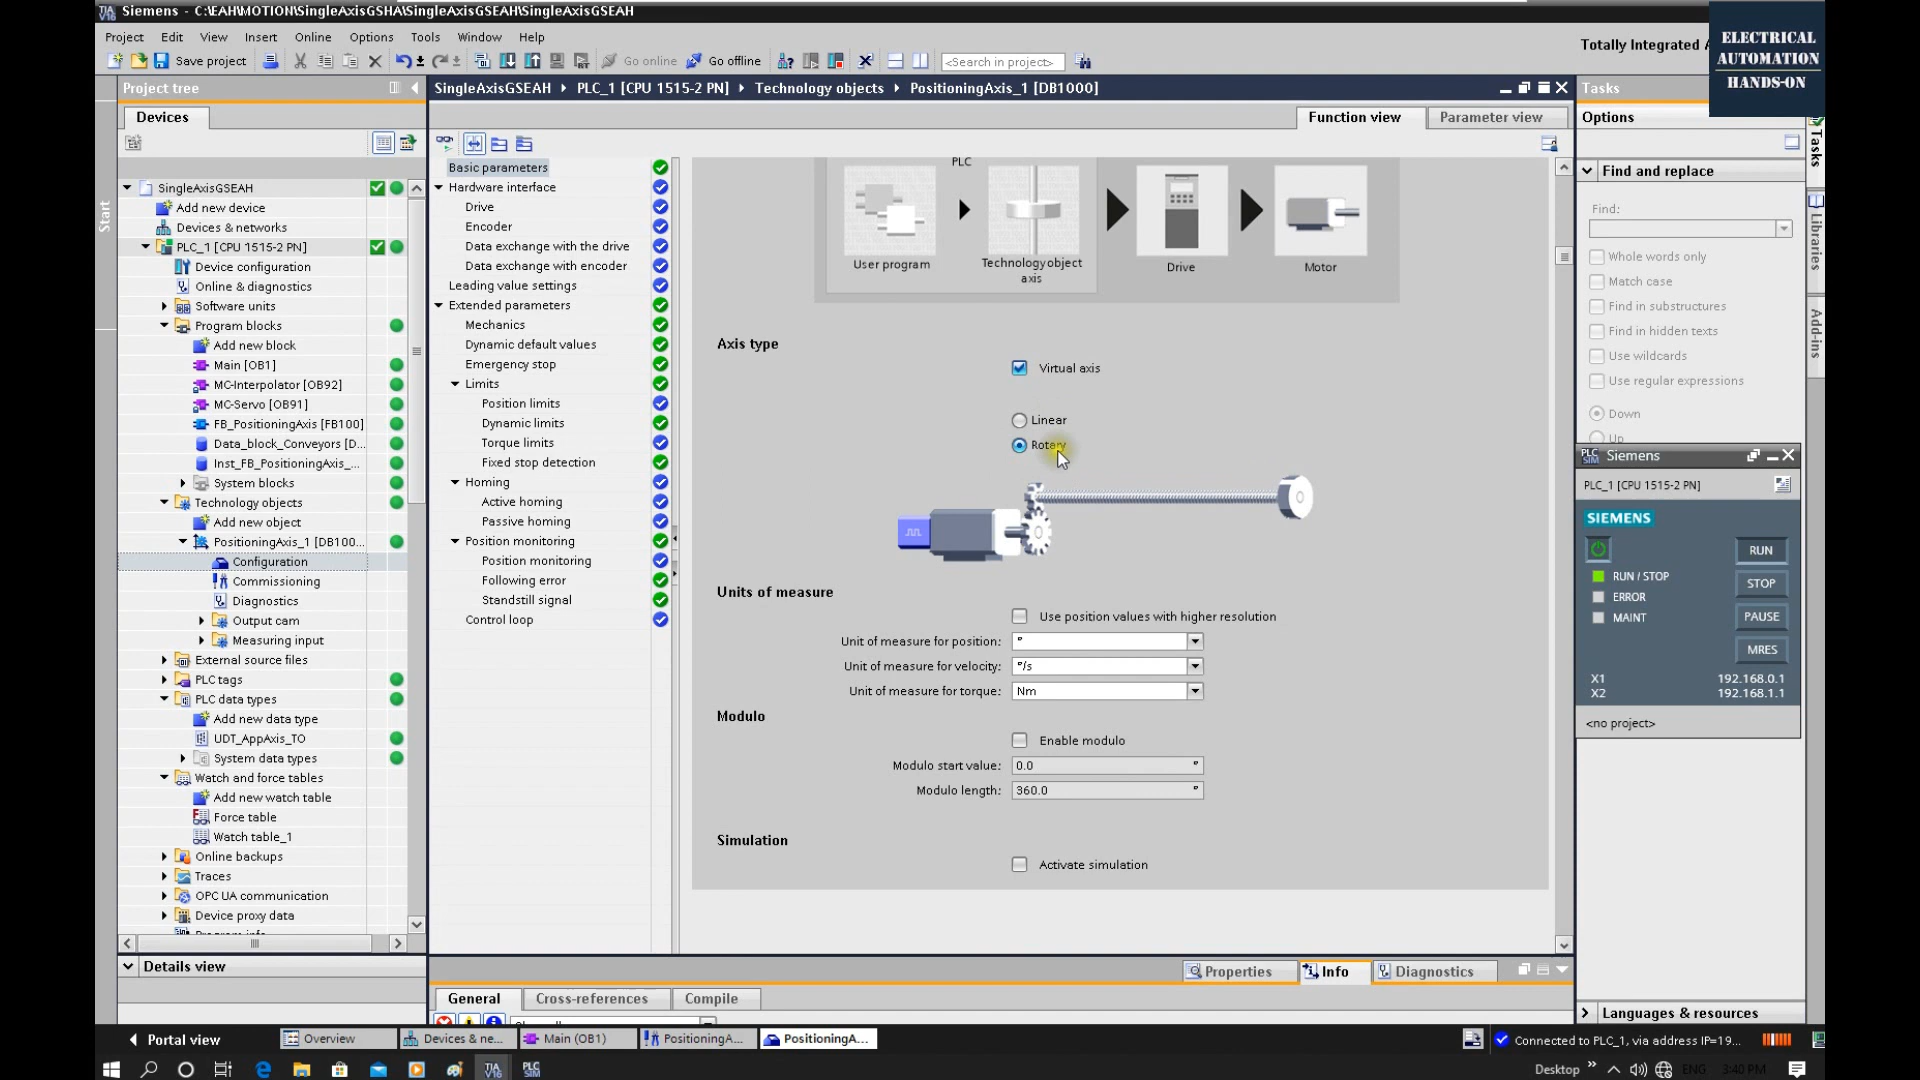 Siemens - C:\EAH\MOTION\SingleAxisGSHA\SingleAxisGSEAH\SingleAxisGSEAH
Project Edit View Insert Online Options Tools Window Help
Totally Integrated A
ELECTRICAL
AUTOMATION
HANDS-ON
Save project
Go online
Go offline
<Search in project>
Project tree
SingleAxisGSEAH
PLC_1 [CPU 1515-2 PN]
Technology objects
PositioningAxis_1 [DB1000]
Tasks
Devices
Function view
Parameter view
Options
Start
SingleAxisGSEAH
Add new device
Devices & networks
PLC_1 [CPU 1515-2 PN]
Device configuration
Online & diagnostics
Software units
Program blocks
Add new block
Main [OB1]
MC-Interpolator [OB92]
MC-Servo [OB91]
FB_PositioningAxis [FB100]
Data_block_Conveyors [D...
Inst_FB_PositioningAxis_...
System blocks
Technology objects
Add new object
PositioningAxis_1 [DB100...
Configuration
Commissioning
Diagnostics
Output cam
Measuring input
External source files
PLC tags
PLC data types
Add new data type
UDT_AppAxis_TO
System data types
Watch and force tables
Add new watch table
Force table
Watch table_1
Online backups
Traces
OPC UA communication
Device proxy data
Details view
Basic parameters
Hardware interface
Drive
Encoder
Data exchange with the drive
Data exchange with encoder
Leading value settings
Extended parameters
Mechanics
Dynamic default values
Emergency stop
Limits
Position limits
Dynamic limits
Torque limits
Fixed stop detection
Homing
Active homing
Passive homing
Position monitoring
Position monitoring
Following error
Standstill signal
Control loop
PLC
User program
Technology object
axis
Drive
Motor
Axis type
Virtual axis
Linear
Rotary
Units of measure
Use position values with higher resolution
Unit of measure for position: °
Unit of measure for velocity: °/s
Unit of measure for torque: Nm
Modulo
Enable modulo
Modulo start value: 0.0 °
Modulo length: 360.0 °
Simulation
Activate simulation
Properties
Info
Diagnostics
General
Cross-references
Compile
Find and replace
Find:
Whole words only
Match case
Find in substructures
Find in hidden texts
Use wildcards
Use regular expressions
Down
Up
Tasks
Libraries
Add-ins
PLC SIM
Siemens
PLC_1 [CPU 1515-2 PN]
SIEMENS
RUN / STOP
ERROR
MAINT
RUN
STOP
PAUSE
MRES
X1 192.168.0.1
X2 192.168.1.1
<no project>
Languages & resources
Portal view
Overview
Devices & ne...
Main (OB1)
PositioningA...
PositioningA...
Connected to PLC_1, via address IP=19...
Desktop
ENG
3:40 PM